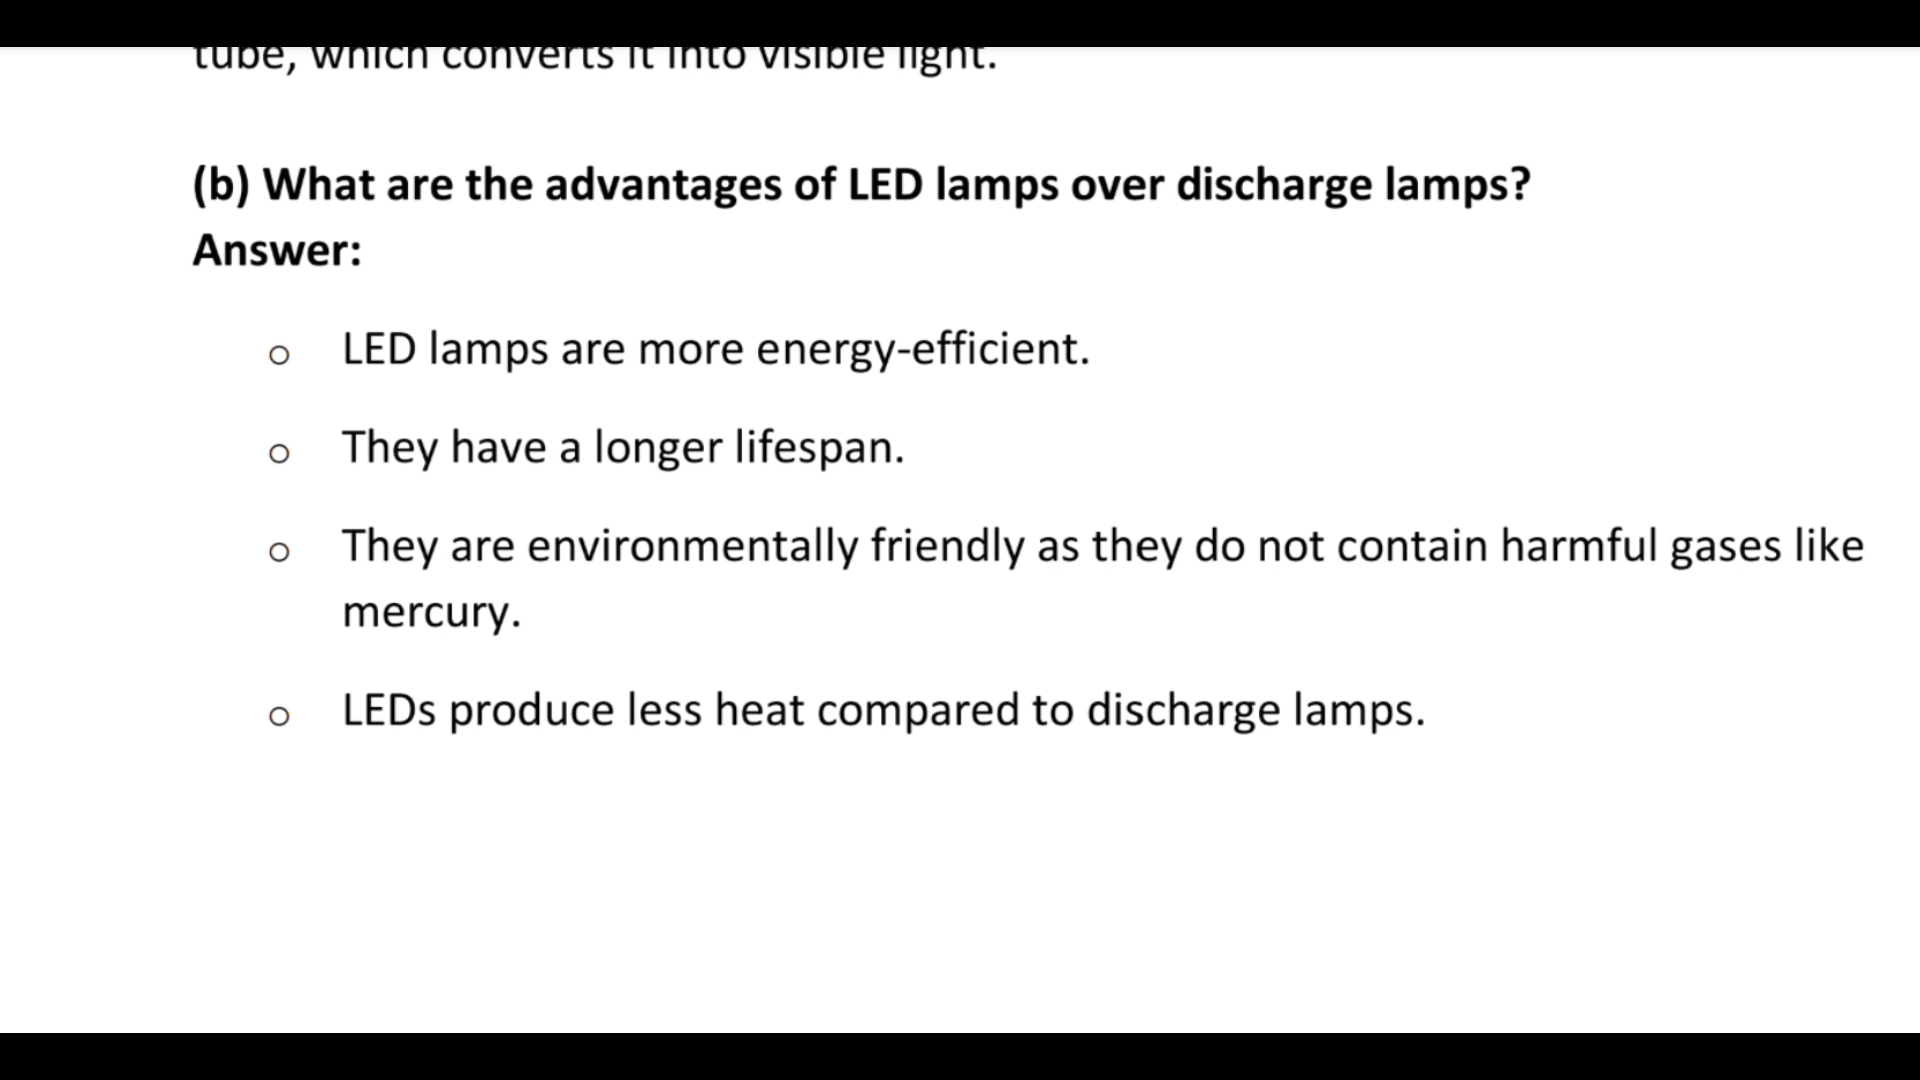 tube, which converts it into visible light.
(b) What are the advantages of LED lamps over discharge lamps?
Answer:
o LED lamps are more energy-efficient.
o They have a longer lifespan.
o They are environmentally friendly as they do not contain harmful gases like
mercury.
o LEDs produce less heat compared to discharge lamps.